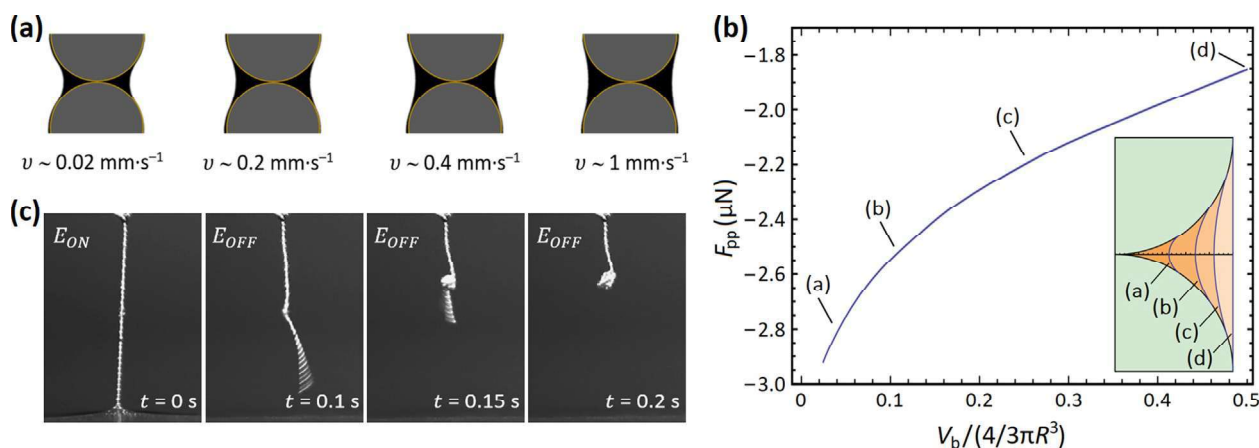 (a)
υ ~ 0.02 mm·s⁻¹ υ ~ 0.2 mm·s⁻¹ υ ~ 0.4 mm·s⁻¹ υ ~ 1 mm·s⁻¹
(c)
E_ON E_OFF E_OFF E_OFF
t = 0 s t = 0.1 s t = 0.15 s t = 0.2 s
(b)
−1.8
−2.0
−2.2
−2.4
−2.6
−2.8
−3.0
F_pp (μN)
(a)
(b)
(c)
(d)
(a)
(b)
(c)
(d)
0 0.1 0.2 0.3 0.4 0.5
V_b/(4/3πR³)